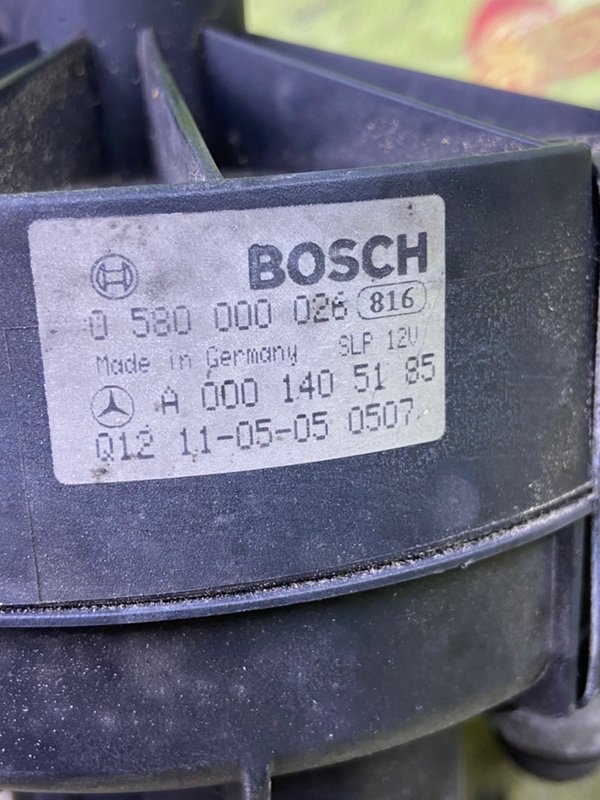 BOSCH
0 580 000 026 816
Made in Germany SLP 12V
A 000 140 51 85
Q12 11-05-05 0507